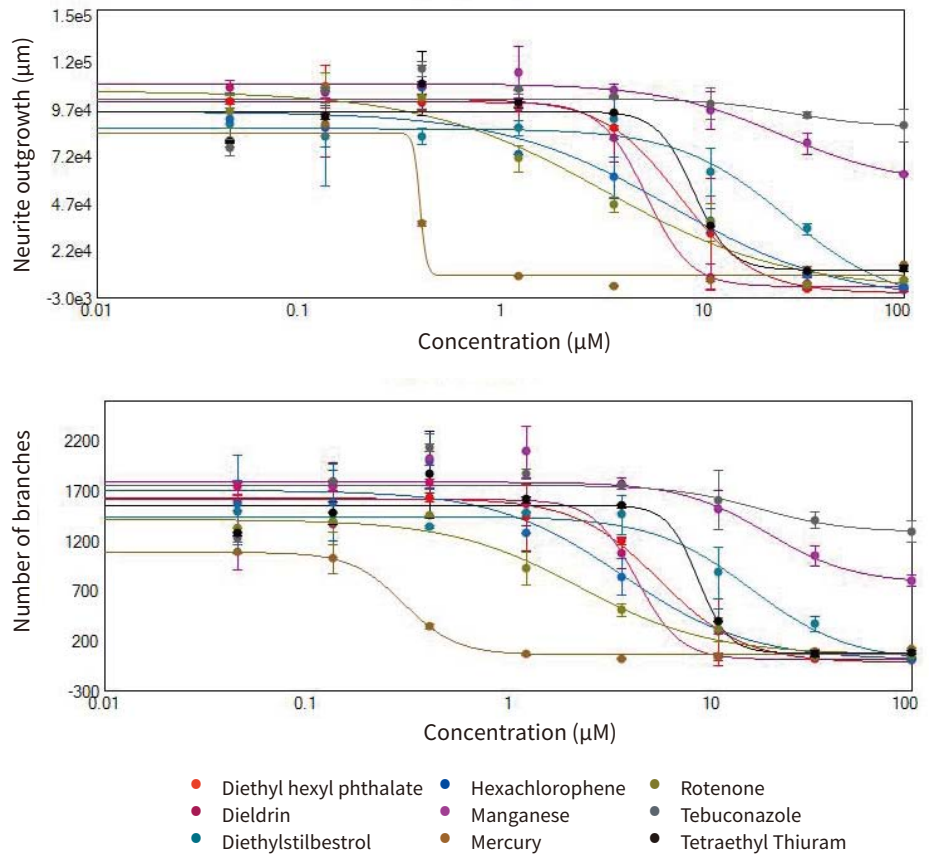 1.5e5
1.2e5
9.7e4
7.2e4
4.7e4
2.2e4
-3.0e3
Neurite outgrowth (μm)
0.01 0.1 1 10 100
Concentration (μM)
2200
1700
1200
700
200
-300
Number of branches
0.01 0.1 1 10 100
Concentration (μM)
Diethyl hexyl phthalate Hexachlorophene Rotenone
Dieldrin Manganese Tebuconazole
Diethylstilbestrol Mercury Tetraethyl Thiuram